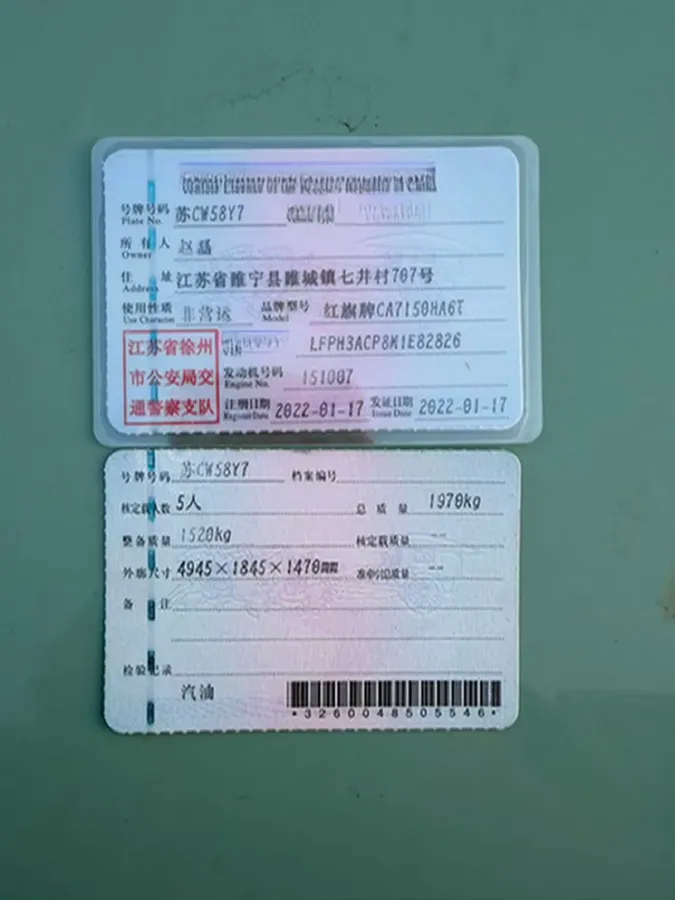 号牌号码 苏CW58Y7
Plate No.
所有人 赵磊
Owner
住址 江苏省睢宁县睢城镇七井村707号
Address
使用性质 非营运 品牌型号 红旗牌CA7150HA6T
Use Character Model
江苏省徐州
市公安局交
通警察支队
VIN LFPH3ACP8M1E82826
发动机号码 151007
Engine No.
注册日期 2022-01-17 发证日期 2022-01-17
Register Date Issue Date
号牌号码 苏CW58Y7 档案编号
核定载人数 5人 总质量 1970kg
整备质量 1520kg 核定载质量 --
外廓尺寸 4945×1845×1470 --
备注
检验记录
汽油
*3260048505546*